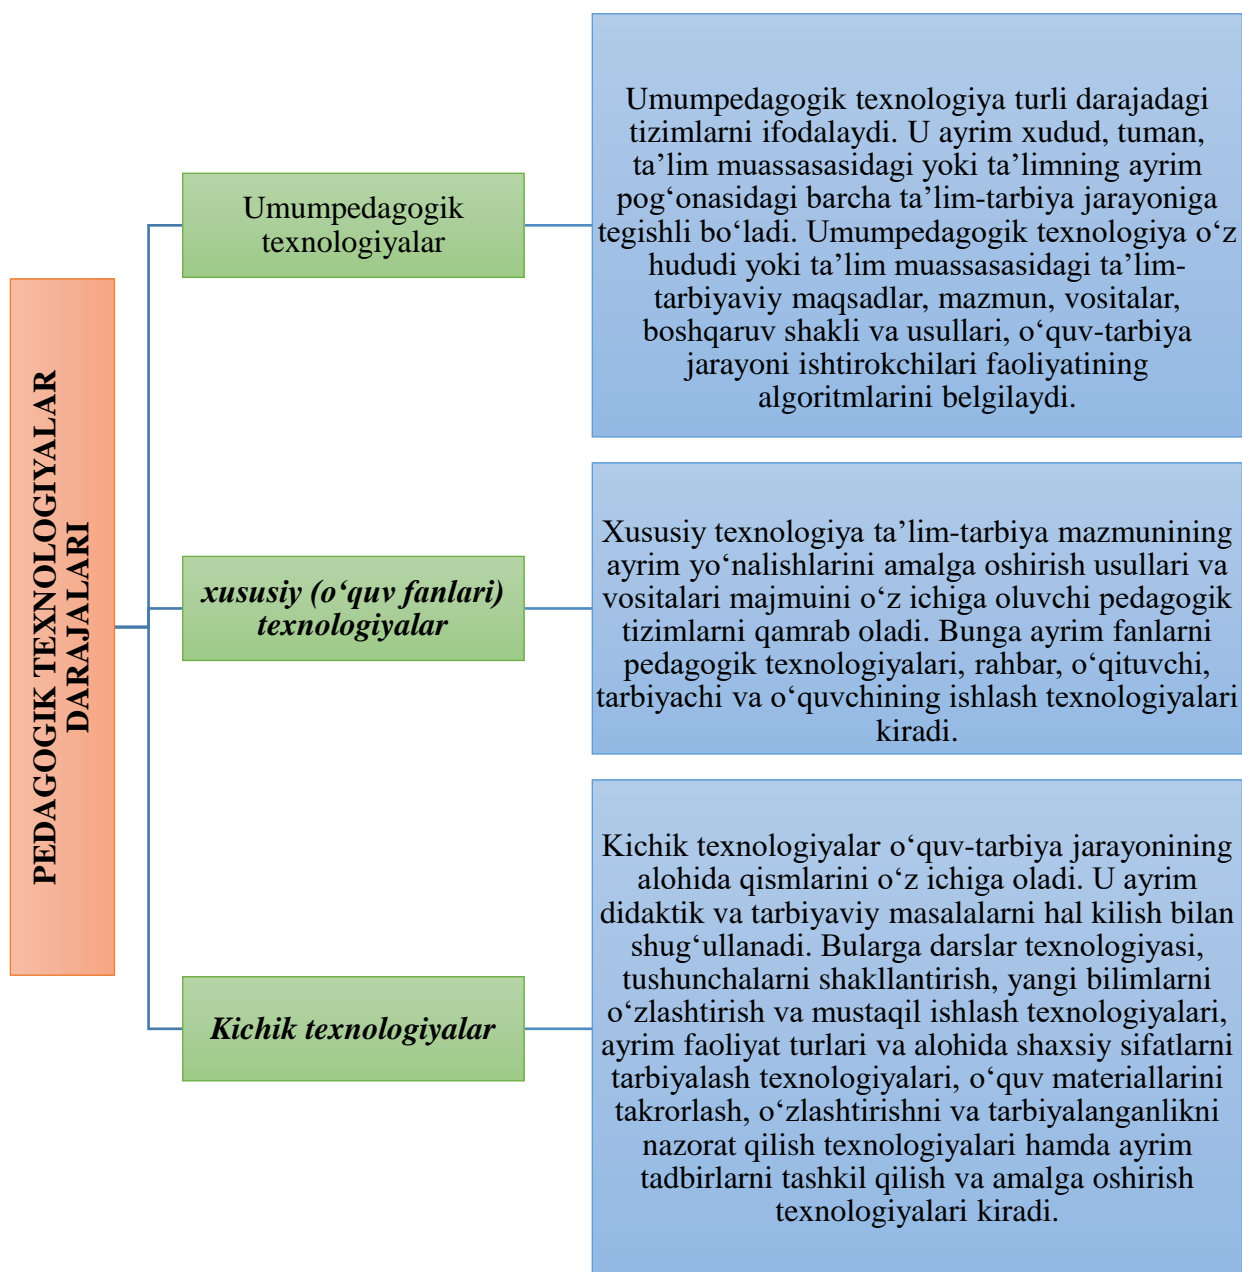 PEDAGOGIK TEXNOLOGIYALAR
DARAJALARI
Umumpedagogik
texnologiyalar
Umumpedagogik texnologiya turli darajadagi
tizimlarni ifodalaydi. U ayrim xudud, tuman,
ta’lim muassasasidagi yoki ta’limning ayrim
pog‘onasidagi barcha ta’lim-tarbiya jarayoniga
tegishli bo‘ladi. Umumpedagogik texnologiya o‘z
hududi yoki ta’lim muassasasidagi ta’lim-
tarbiyaviy maqsadlar, mazmun, vositalar,
boshqaruv shakli va usullari, o‘quv-tarbiya
jarayoni ishtirokchilari faoliyatining
algoritmlarini belgilaydi.
xususiy (o‘quv fanlari)
texnologiyalar
Xususiy texnologiya ta’lim-tarbiya mazmunining
ayrim yo‘nalishlarini amalga oshirish usullari va
vositalari majmuini o‘z ichiga oluvchi pedagogik
tizimlarni qamrab oladi. Bunga ayrim fanlarni
pedagogik texnologiyalari, rahbar, o‘qituvchi,
tarbiyachi va o‘quvchining ishlash texnologiyalari
kiradi.
Kichik texnologiyalar
Kichik texnologiyalar o‘quv-tarbiya jarayonining
alohida qismlarini o‘z ichiga oladi. U ayrim
didaktik va tarbiyaviy masalalarni hal kilish bilan
shug‘ullanadi. Bularga darslar texnologiyasi,
tushunchalarni shakllantirish, yangi bilimlarni
o‘zlashtirish va mustaqil ishlash texnologiyalari,
ayrim faoliyat turlari va alohida shaxsiy sifatlarni
tarbiyalash texnologiyalari, o‘quv materiallarini
takrorlash, o‘zlashtirishni va tarbiyalanganlikni
nazorat qilish texnologiyalari hamda ayrim
tadbirlarni tashkil qilish va amalga oshirish
texnologiyalari kiradi.